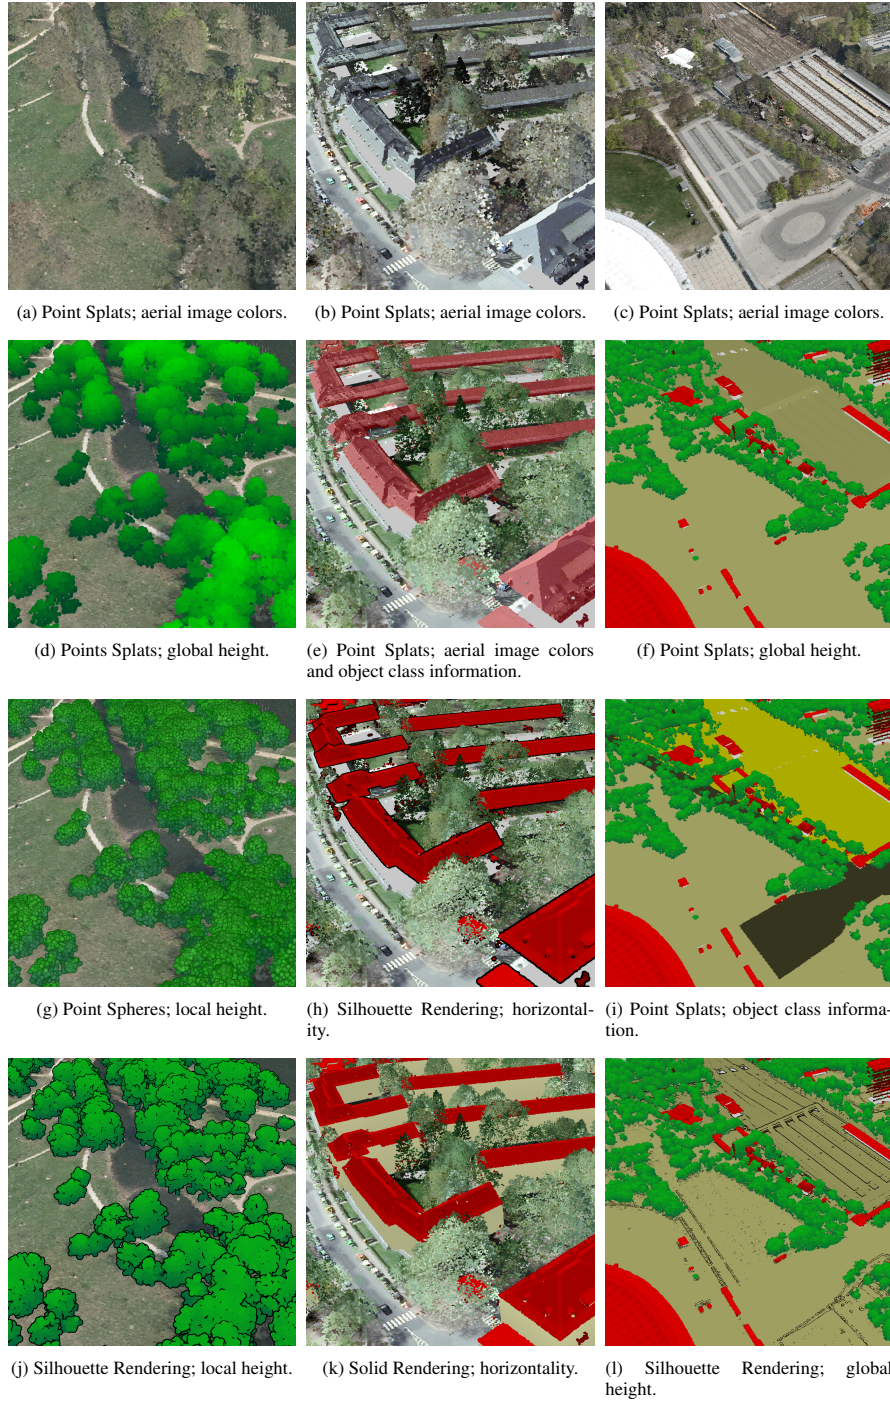 (a) Point Splats; aerial image colors.
(b) Point Splats; aerial image colors.
(c) Point Splats; aerial image colors.
(d) Points Splats; global height.
(e) Point Splats; aerial image colors
and object class information.
(f) Point Splats; global height.
(g) Point Spheres; local height.
(h) Silhouette Rendering; horizontal-
ity.
(i) Point Splats; object class informa-
tion.
(j) Silhouette Rendering; local height.
(k) Solid Rendering; horizontality.
(l) Silhouette Rendering; global
height.